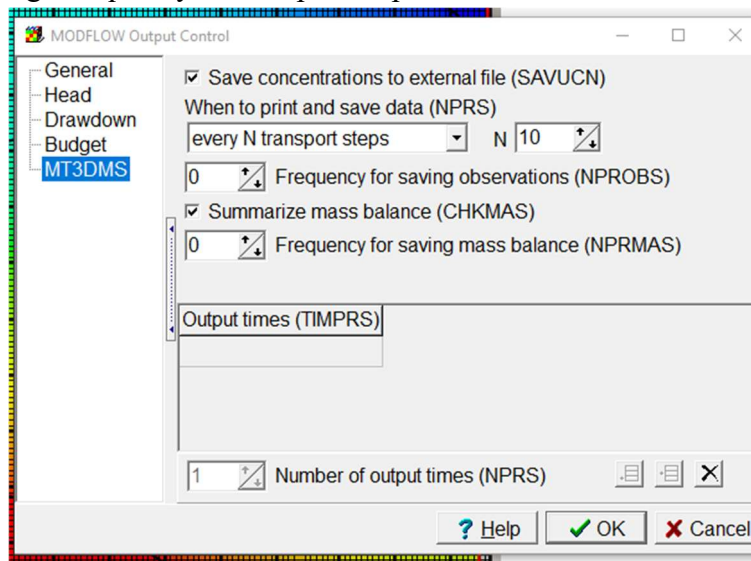 MODFLOW Output Control
General
Head
Drawdown
Budget
MT3DMS
Save concentrations to external file (SAVUCN)
When to print and save data (NPRS)
every N transport steps N 10
0 Frequency for saving observations (NPROBS)
Summarize mass balance (CHKMAS)
0 Frequency for saving mass balance (NPRMAS)
Output times (TIMPRS)
1 Number of output times (NPRS)
? Help OK Cancel